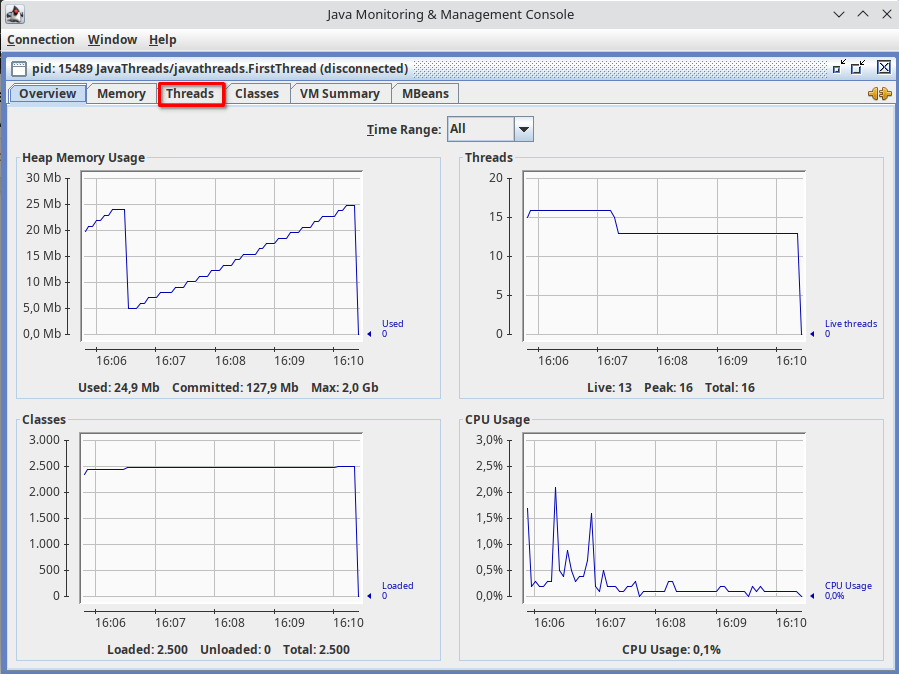 Java Monitoring & Management Console
Connection Window Help
pid: 15489 JavaThreads/javathreads.FirstThread (disconnected)
Overview Memory Threads Classes VM Summary MBeans
Time Range: All
Heap Memory Usage
30 Mb
25 Mb
20 Mb
15 Mb
10 Mb
5,0 Mb
0,0 Mb
Used
0
16:06 16:07 16:08 16:09 16:10
Used: 24,9 Mb Committed: 127,9 Mb Max: 2,0 Gb
Threads
20
15
10
5
0
Live threads
0
16:06 16:07 16:08 16:09 16:10
Live: 13 Peak: 16 Total: 16
Classes
3.000
2.500
2.000
1.500
1.000
500
0
Loaded
0
16:06 16:07 16:08 16:09 16:10
Loaded: 2.500 Unloaded: 0 Total: 2.500
CPU Usage
3,0%
2,5%
2,0%
1,5%
1,0%
0,5%
0,0%
CPU Usage
0,0%
16:06 16:07 16:08 16:09 16:10
CPU Usage: 0,1%